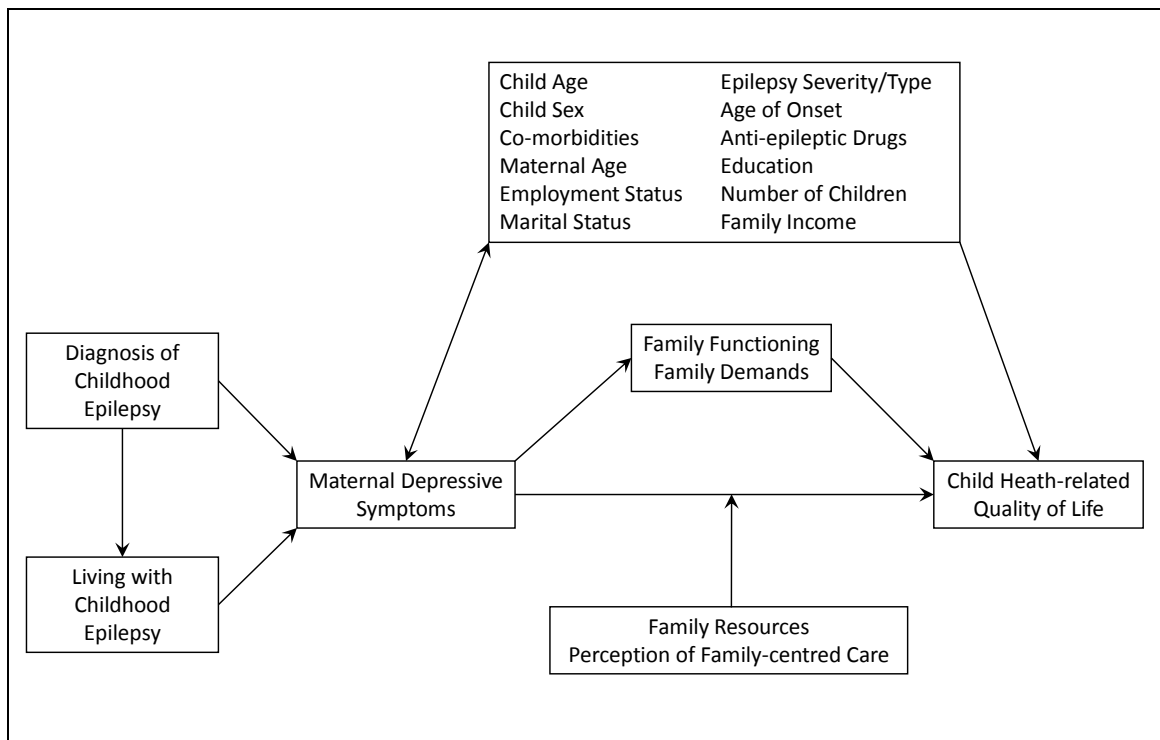 Child Age
Child Sex
Co-morbidities
Maternal Age
Employment Status
Marital Status
Epilepsy Severity/Type
Age of Onset
Anti-epileptic Drugs
Education
Number of Children
Family Income
Diagnosis of
Childhood
Epilepsy
Family Functioning
Family Demands
Maternal Depressive
Symptoms
Child Heath-related
Quality of Life
Living with
Childhood
Epilepsy
Family Resources
Perception of Family-centred Care